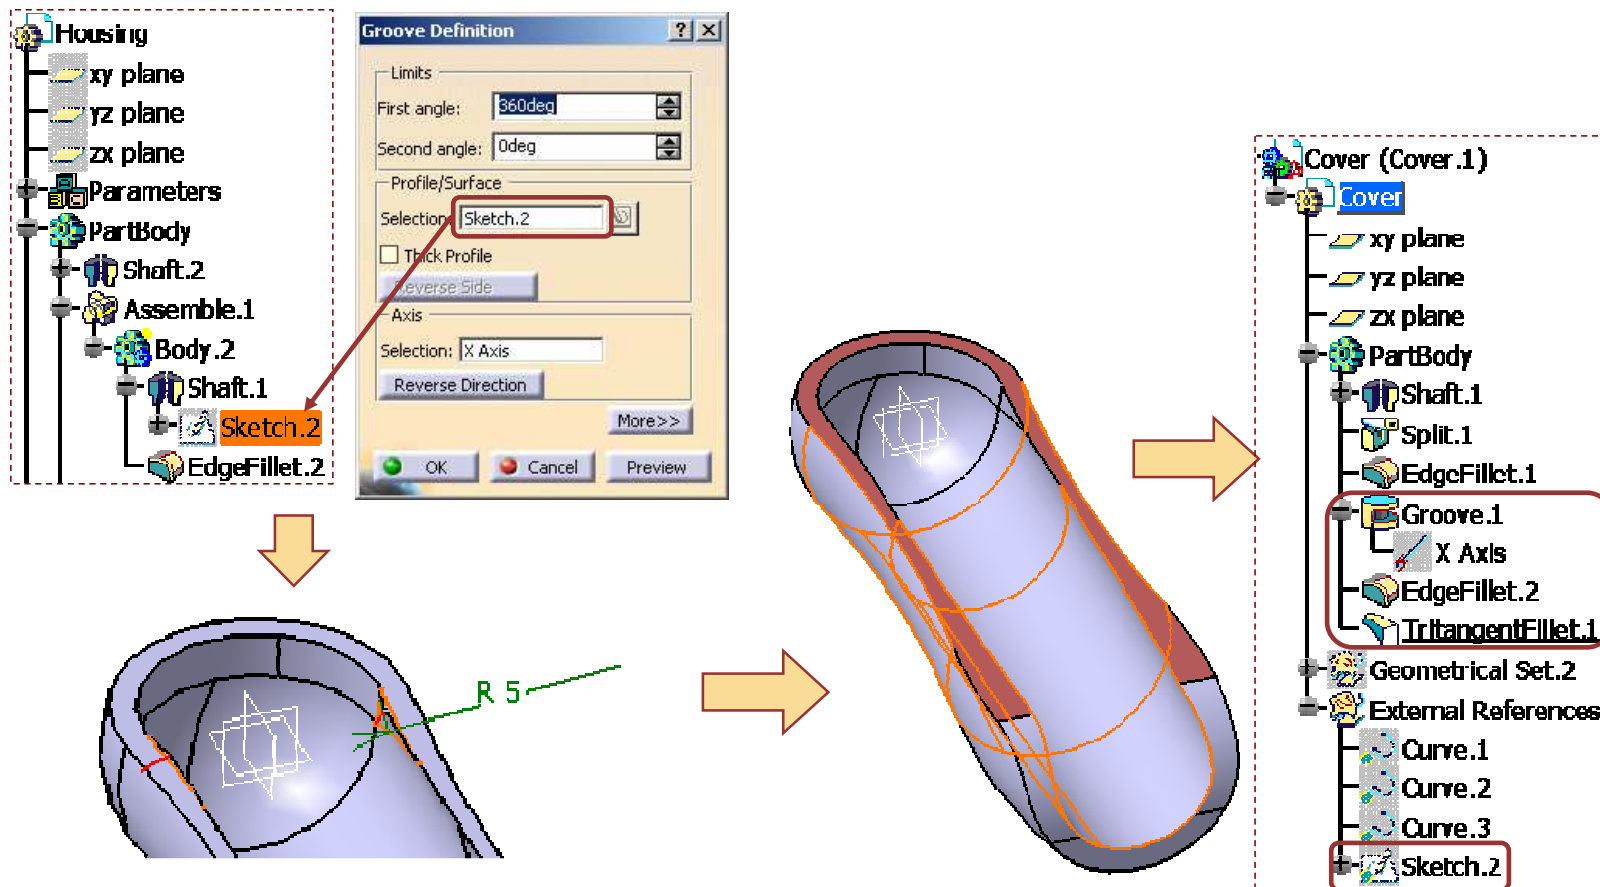 Housing
xy plane
yz plane
zx plane
Parameters
PartBody
Shaft.2
Assemble.1
Body.2
Shaft.1
Sketch.2
EdgeFillet.2
Groove Definition
Limits
First angle: 360deg
Second angle: 0deg
Profile/Surface
Selection: Sketch.2
Thick Profile
Reverse Side
Axis
Selection: X Axis
Reverse Direction
More>>
OK Cancel Preview
R 5
Cover (Cover.1)
Cover
xy plane
yz plane
zx plane
PartBody
Shaft.1
Split.1
EdgeFillet.1
Groove.1
X Axis
EdgeFillet.2
TritangentFillet.1
Geometrical Set.2
External References
Curve.1
Curve.2
Curve.3
Sketch.2